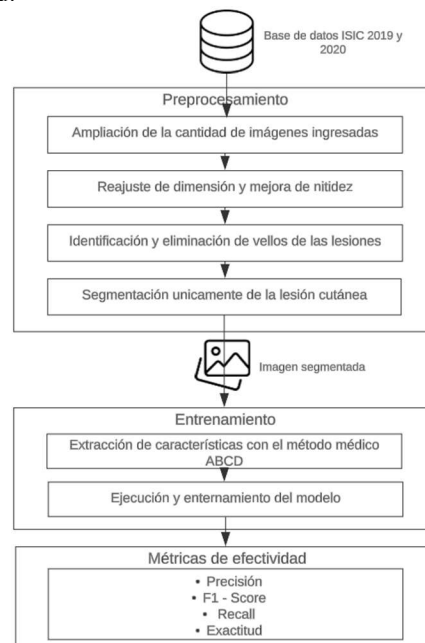 Base de datos ISIC 2019 y
2020
Preprocesamiento
Ampliación de la cantidad de imágenes ingresadas
Reajuste de dimensión y mejora de nitidez
Identificación y eliminación de vellos de las lesiones
Segmentación unicamente de la lesión cutánea
Imagen segmentada
Entrenamiento
Extracción de características con el método médico
ABCD
Ejecución y enternamiento del modelo
Métricas de efectividad
• Precisión
• F1 - Score
• Recall
• Exactitud